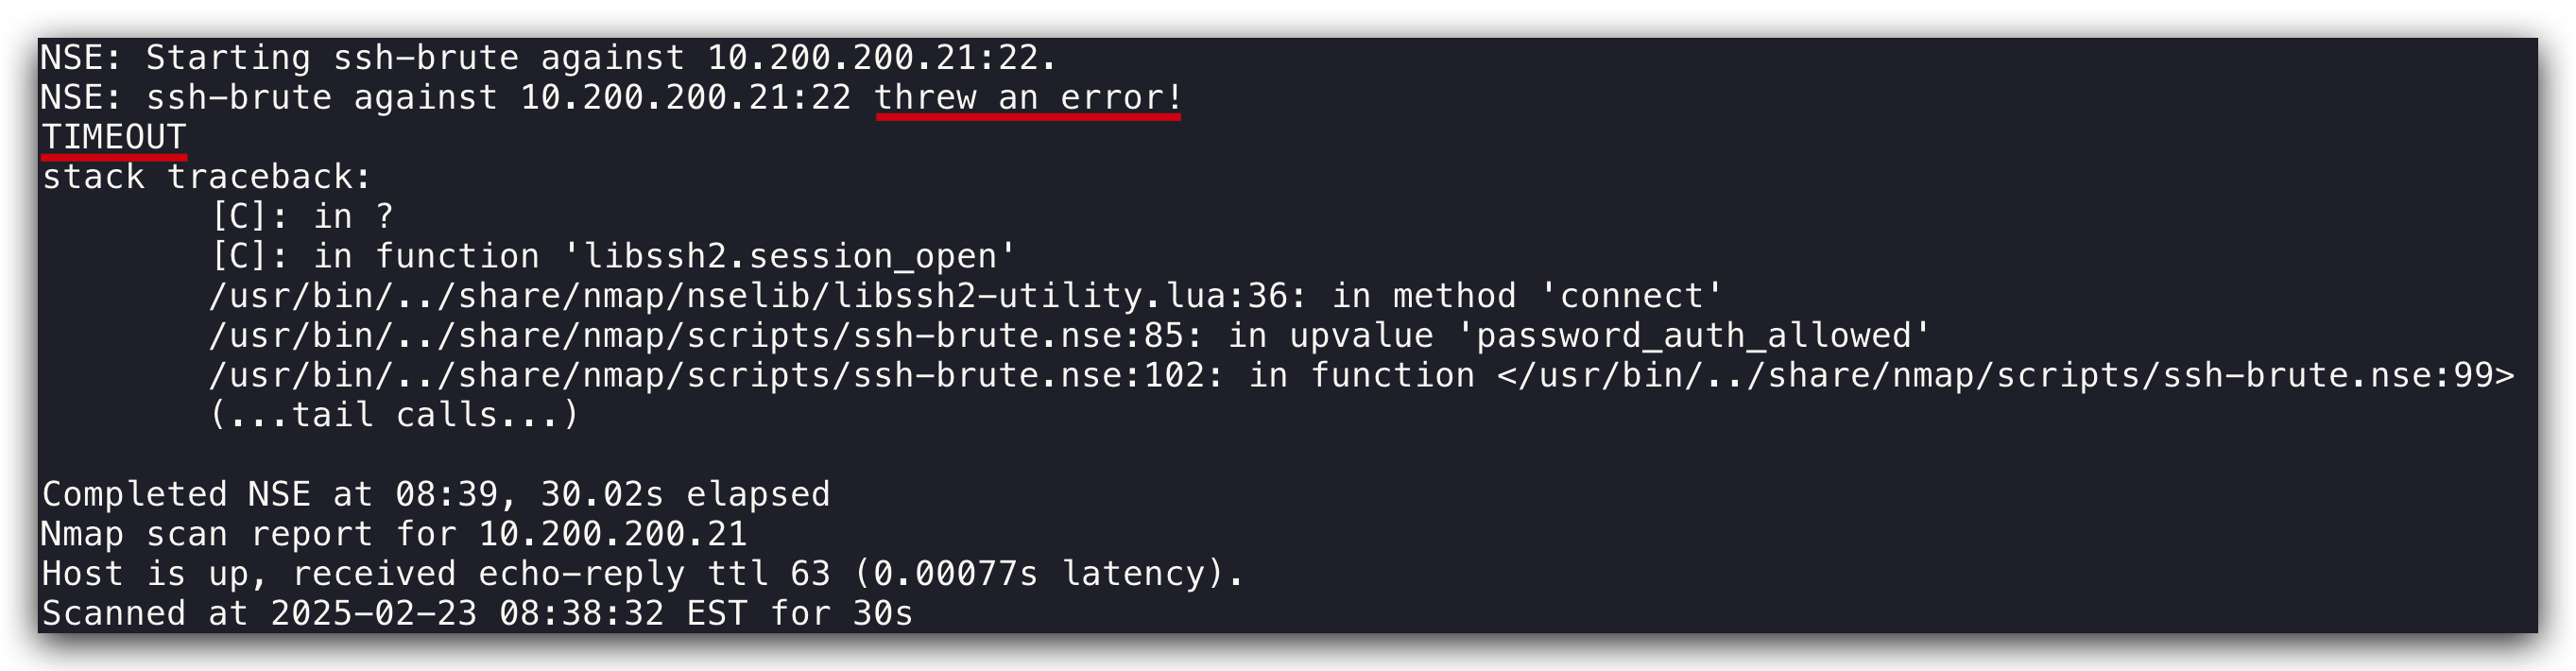 NSE: Starting ssh-brute against 10.200.200.21:22.
NSE: ssh-brute against 10.200.200.21:22 threw an error!
TIMEOUT
stack traceback:
        [C]: in ?
        [C]: in function 'libssh2.session_open'
        /usr/bin/../share/nmap/nselib/libssh2-utility.lua:36: in method 'connect'
        /usr/bin/../share/nmap/scripts/ssh-brute.nse:85: in upvalue 'password_auth_allowed'
        /usr/bin/../share/nmap/scripts/ssh-brute.nse:102: in function </usr/bin/../share/nmap/scripts/ssh-brute.nse:99>
        (...tail calls...)

Completed NSE at 08:39, 30.02s elapsed
Nmap scan report for 10.200.200.21
Host is up, received echo-reply ttl 63 (0.00077s latency).
Scanned at 2025-02-23 08:38:32 EST for 30s